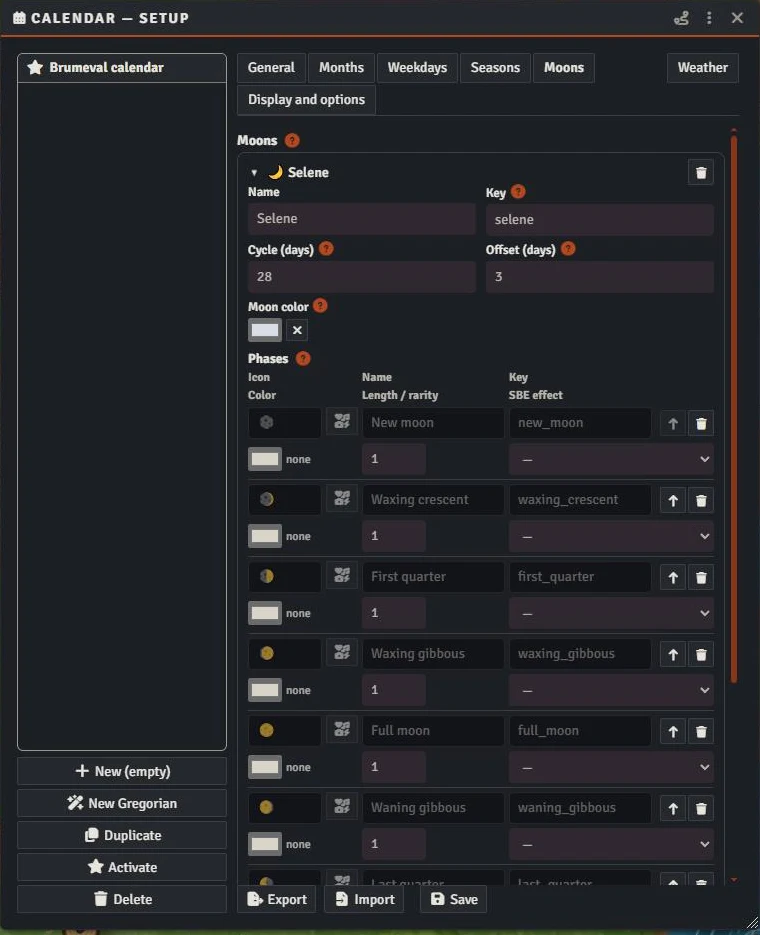 CALENDAR — SETUP
Brumeval calendar
General
Months
Weekdays
Seasons
Moons
Weather
Display and options
Moons ?
Selene
Name
Key ?
Selene
selene
Cycle (days) ?
Offset (days) ?
28
3
Moon color ?
Phases ?
Icon
Name
Key
Color
Length / rarity
SBE effect
New moon
new_moon
none
1
—
Waxing crescent
waxing_crescent
none
1
—
First quarter
first_quarter
none
1
—
Waxing gibbous
waxing_gibbous
none
1
—
Full moon
full_moon
none
1
—
Waning gibbous
waning_gibbous
none
1
—
Last quarter
last_quarter
New (empty)
New Gregorian
Duplicate
Activate
Delete
Export
Import
Save